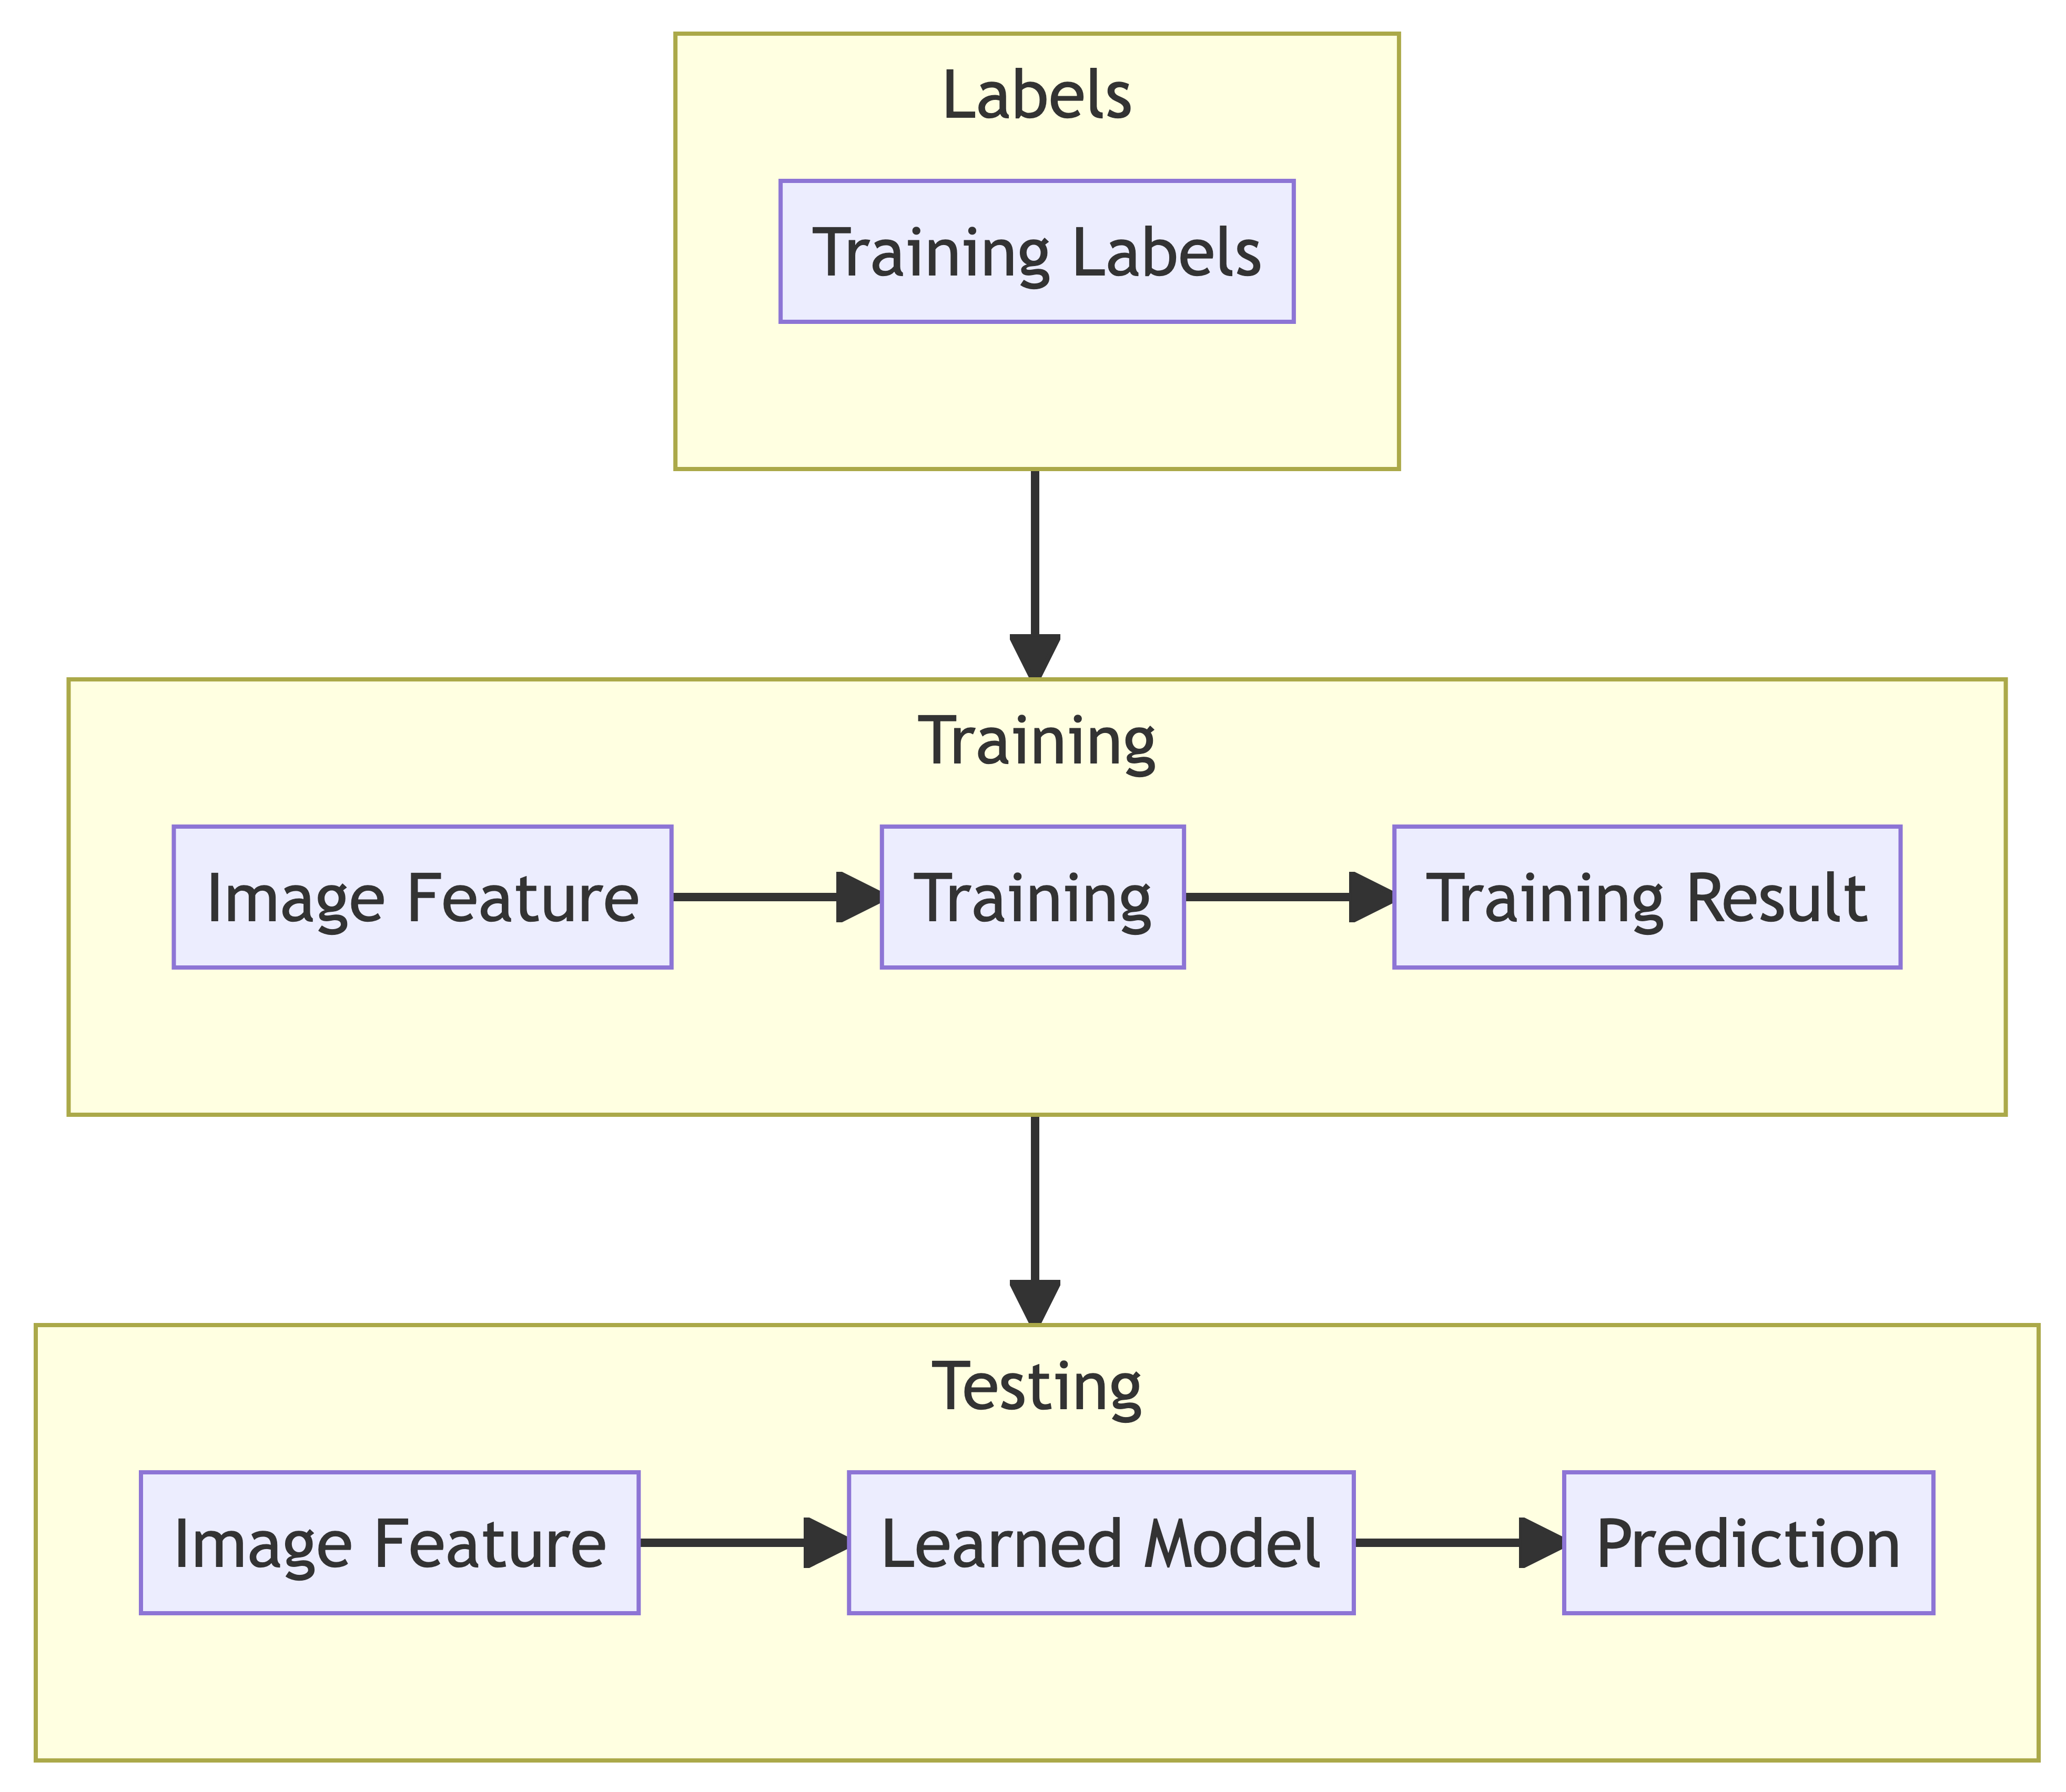 Labels
Training Labels
Training
Image Feature
Training
Training Result
Testing
Image Feature
Learned Model
Prediction